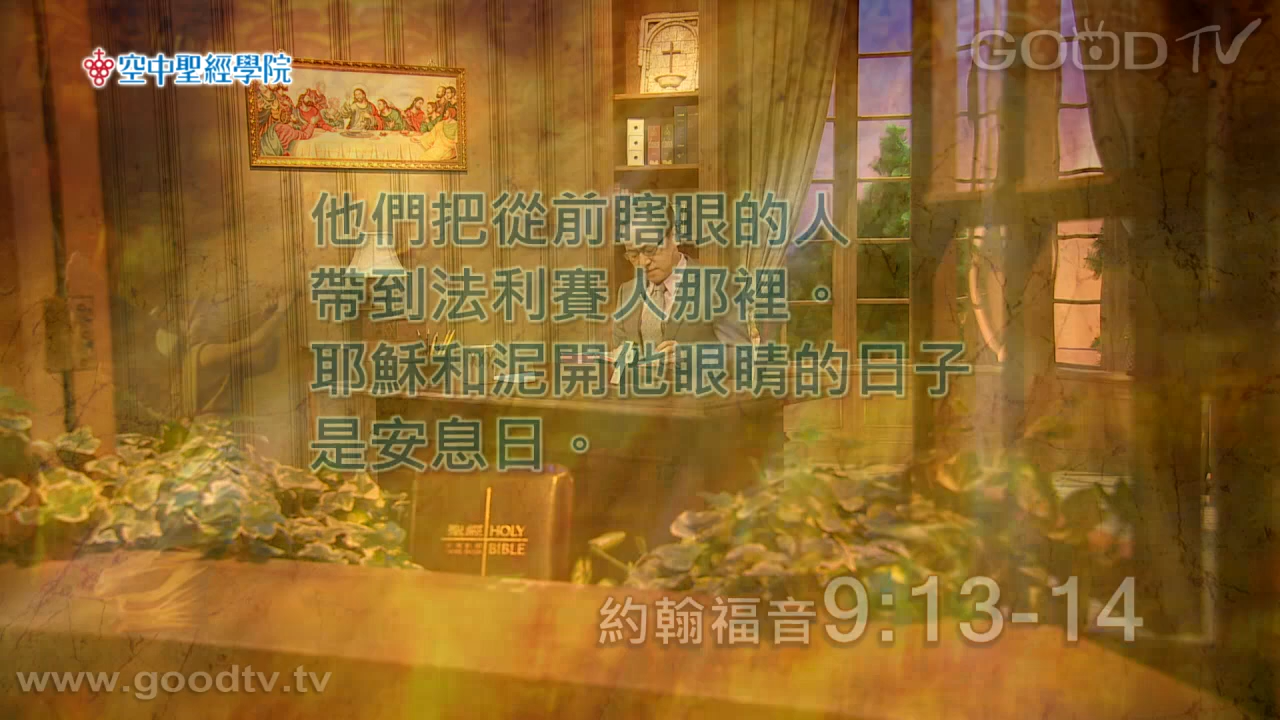 空中聖經學院
GOOD TV
他們把從前瞎眼的人
帶到法利賽人那裡。
耶穌和泥開他眼睛的日子
是安息日。
HOLY
BIBLE
約翰福音9:13-14
www.goodtv.tv